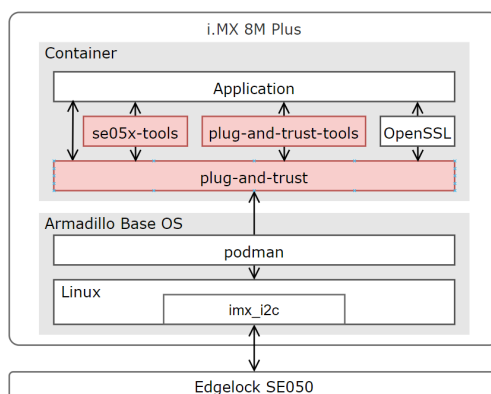 i.MX 8M Plus
Container
Application
se05x-tools
plug-and-trust-tools
OpenSSL
plug-and-trust
Armadillo Base OS
podman
Linux
imx_i2c
Edgelock SE050